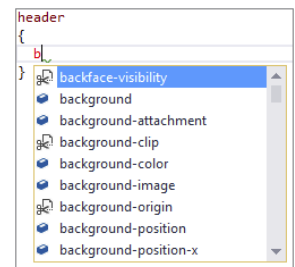 header
{
b
}
backface-visibility
background
background-attachment
background-clip
background-color
background-image
background-origin
background-position
background-position-x